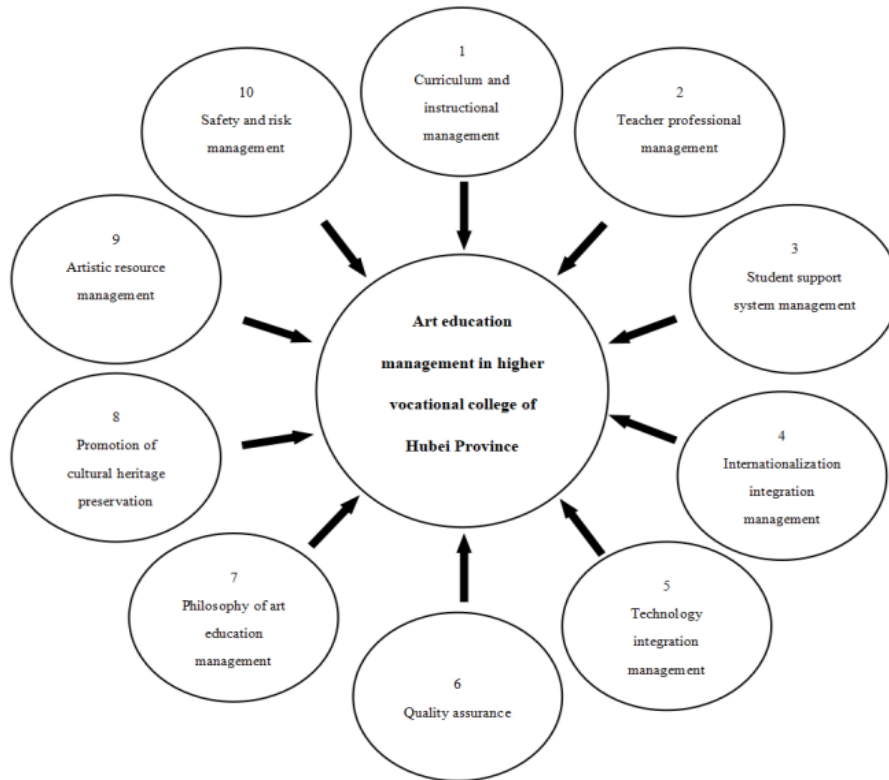 1
Curriculum and
instructional
management
2
Teacher professional
management
3
Student support
system management
4
Internationalization
integration
management
5
Technology
integration
management
6
Quality assurance
7
Philosophy of art
education
management
8
Promotion of
cultural heritage
preservation
9
Artistic resource
management
10
Safety and risk
management
Art education
management in higher
vocational college of
Hubei Province